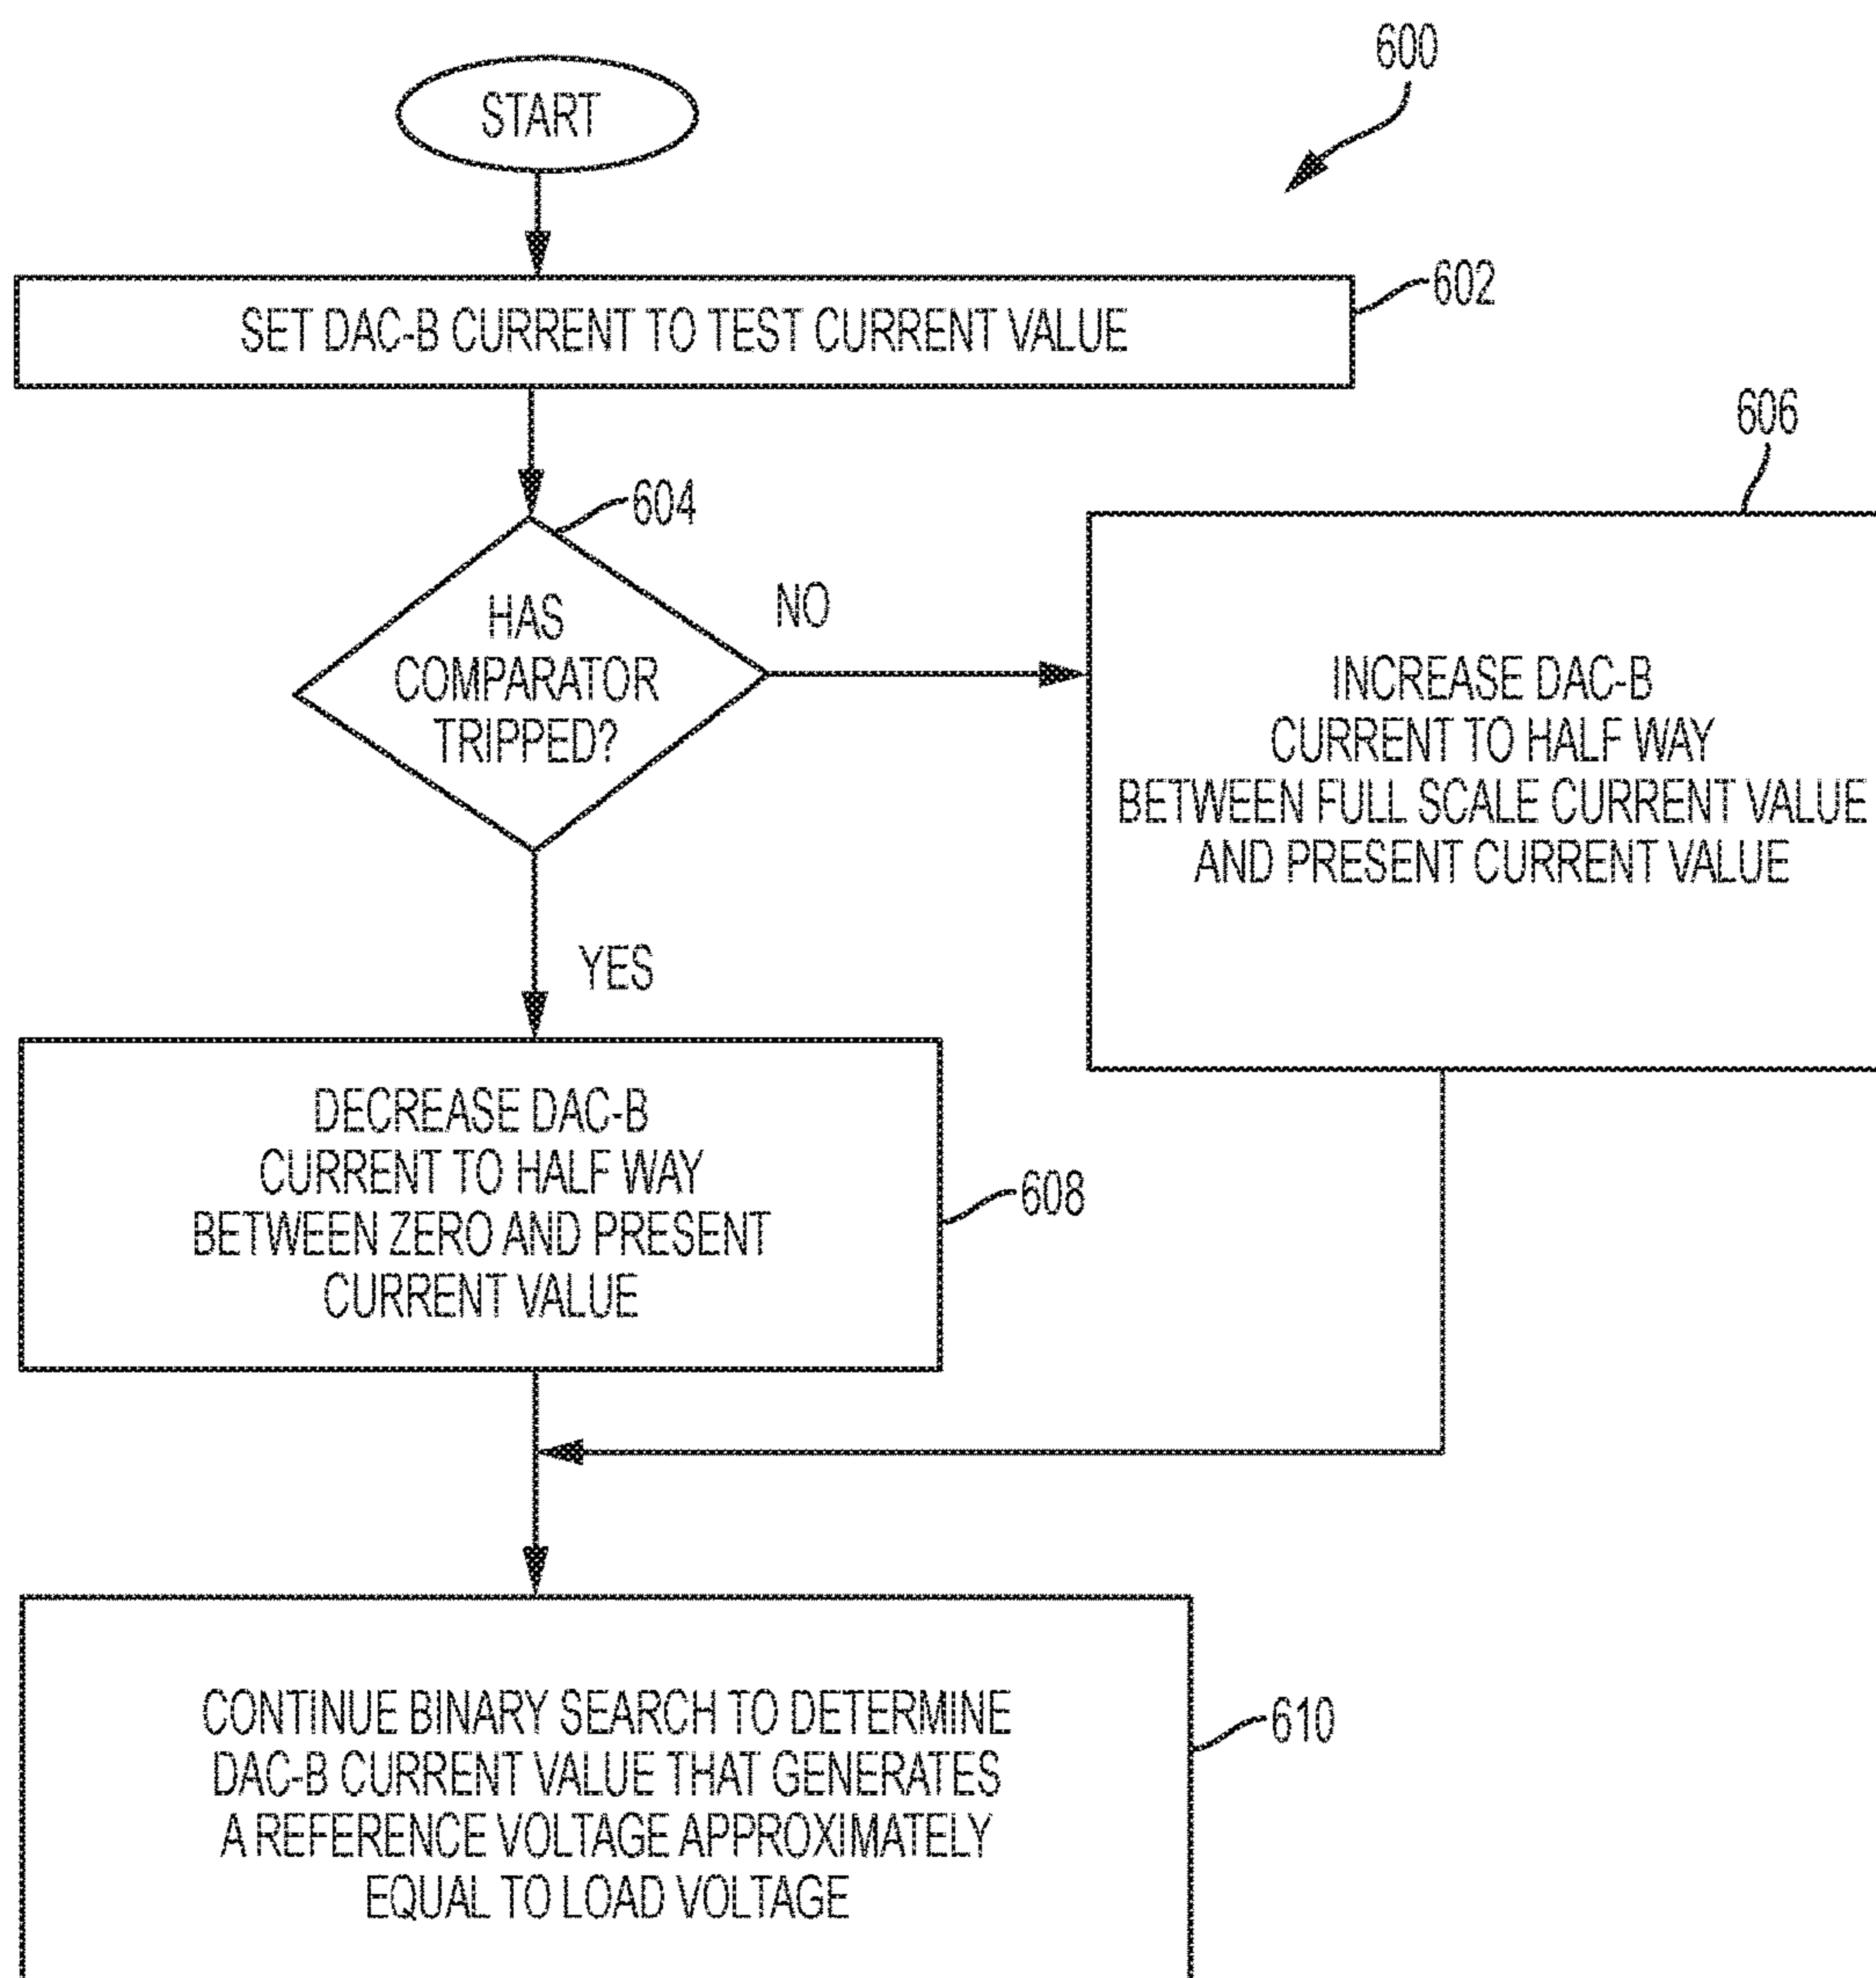 600
START
602
SET DAC-B CURRENT TO TEST CURRENT VALUE
604
HAS
COMPARATOR
TRIPPED?
NO
YES
606
INCREASE DAC-B
CURRENT TO HALF WAY
BETWEEN FULL SCALE CURRENT VALUE
AND PRESENT CURRENT VALUE
DECREASE DAC-B
CURRENT TO HALF WAY
BETWEEN ZERO AND PRESENT
CURRENT VALUE
608
CONTINUE BINARY SEARCH TO DETERMINE
DAC-B CURRENT VALUE THAT GENERATES
A REFERENCE VOLTAGE APPROXIMATELY
EQUAL TO LOAD VOLTAGE
610